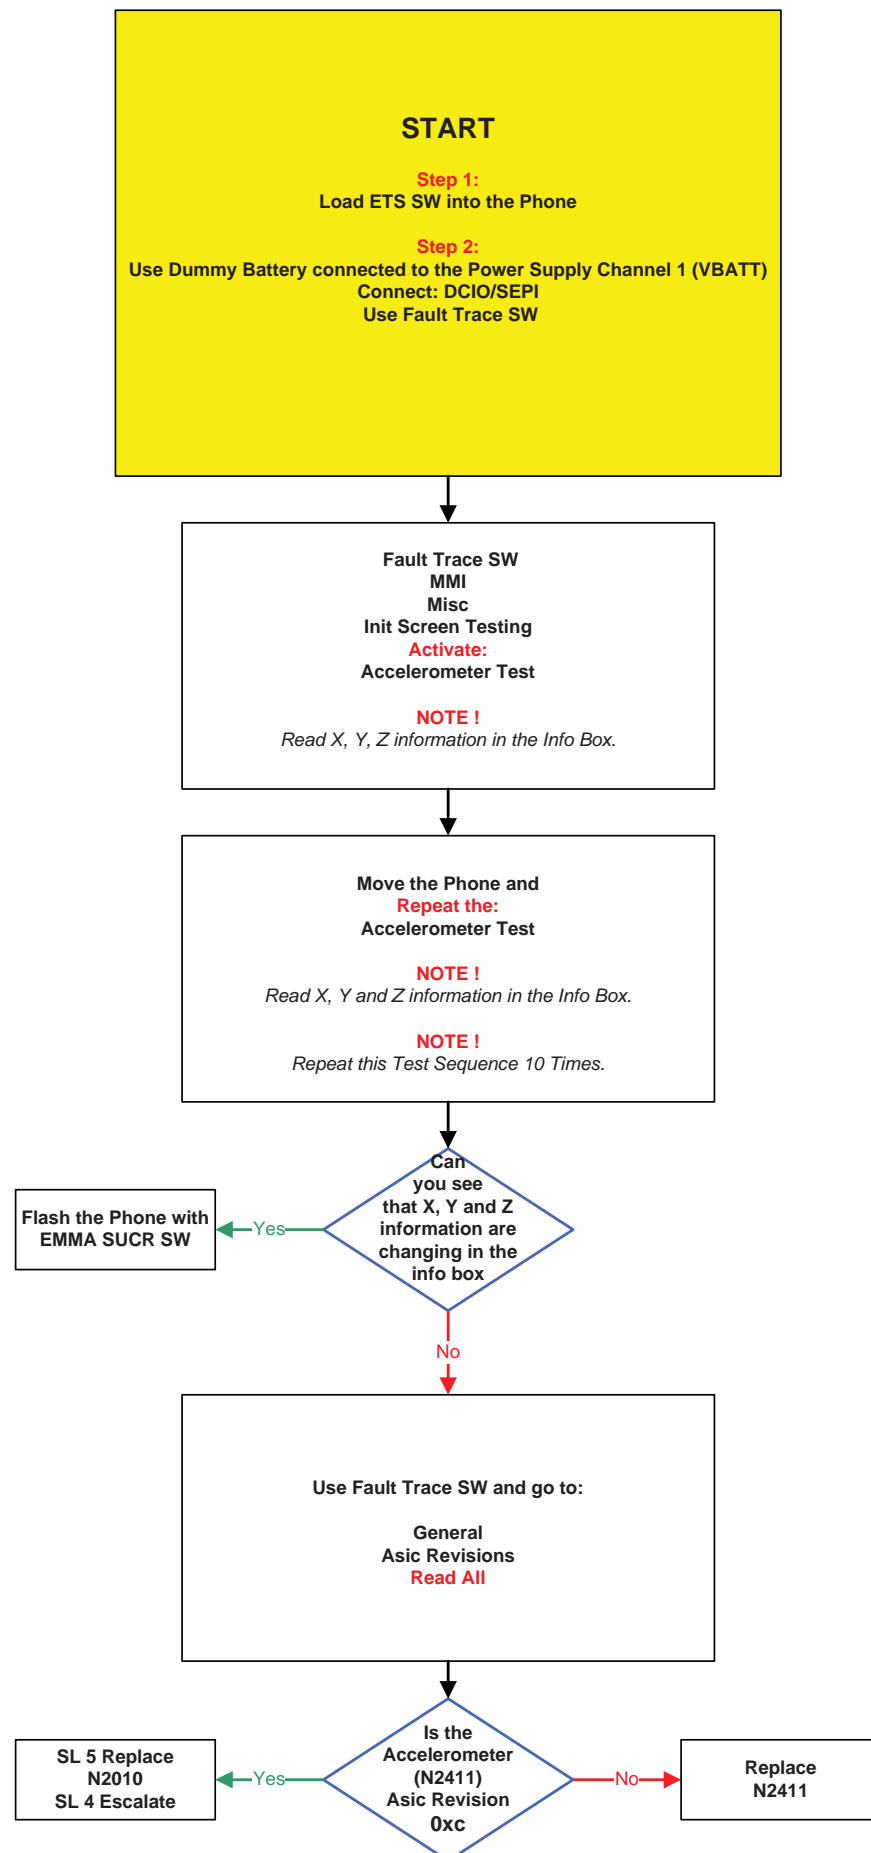 START
Step 1:
Load ETS SW into the Phone
Step 2:
Use Dummy Battery connected to the Power Supply Channel 1 (VBATT)
Connect: DCIO/SEPI
Use Fault Trace SW
Fault Trace SW
MMI
Misc
Init Screen Testing
Activate:
Accelerometer Test
NOTE !
Read X, Y, Z information in the Info Box.
Move the Phone and
Repeat the:
Accelerometer Test
NOTE !
Read X, Y and Z information in the Info Box.
NOTE !
Repeat this Test Sequence 10 Times.
Can
you see
that X, Y and Z
information are
changing in the
info box
Yes
Flash the Phone with
EMMA SUCR SW
No
Use Fault Trace SW and go to:
General
Asic Revisions
Read All
Is the
Accelerometer
(N2411)
Asic Revision
0xc
Yes
SL 5 Replace
N2010
SL 4 Escalate
No
Replace
N2411